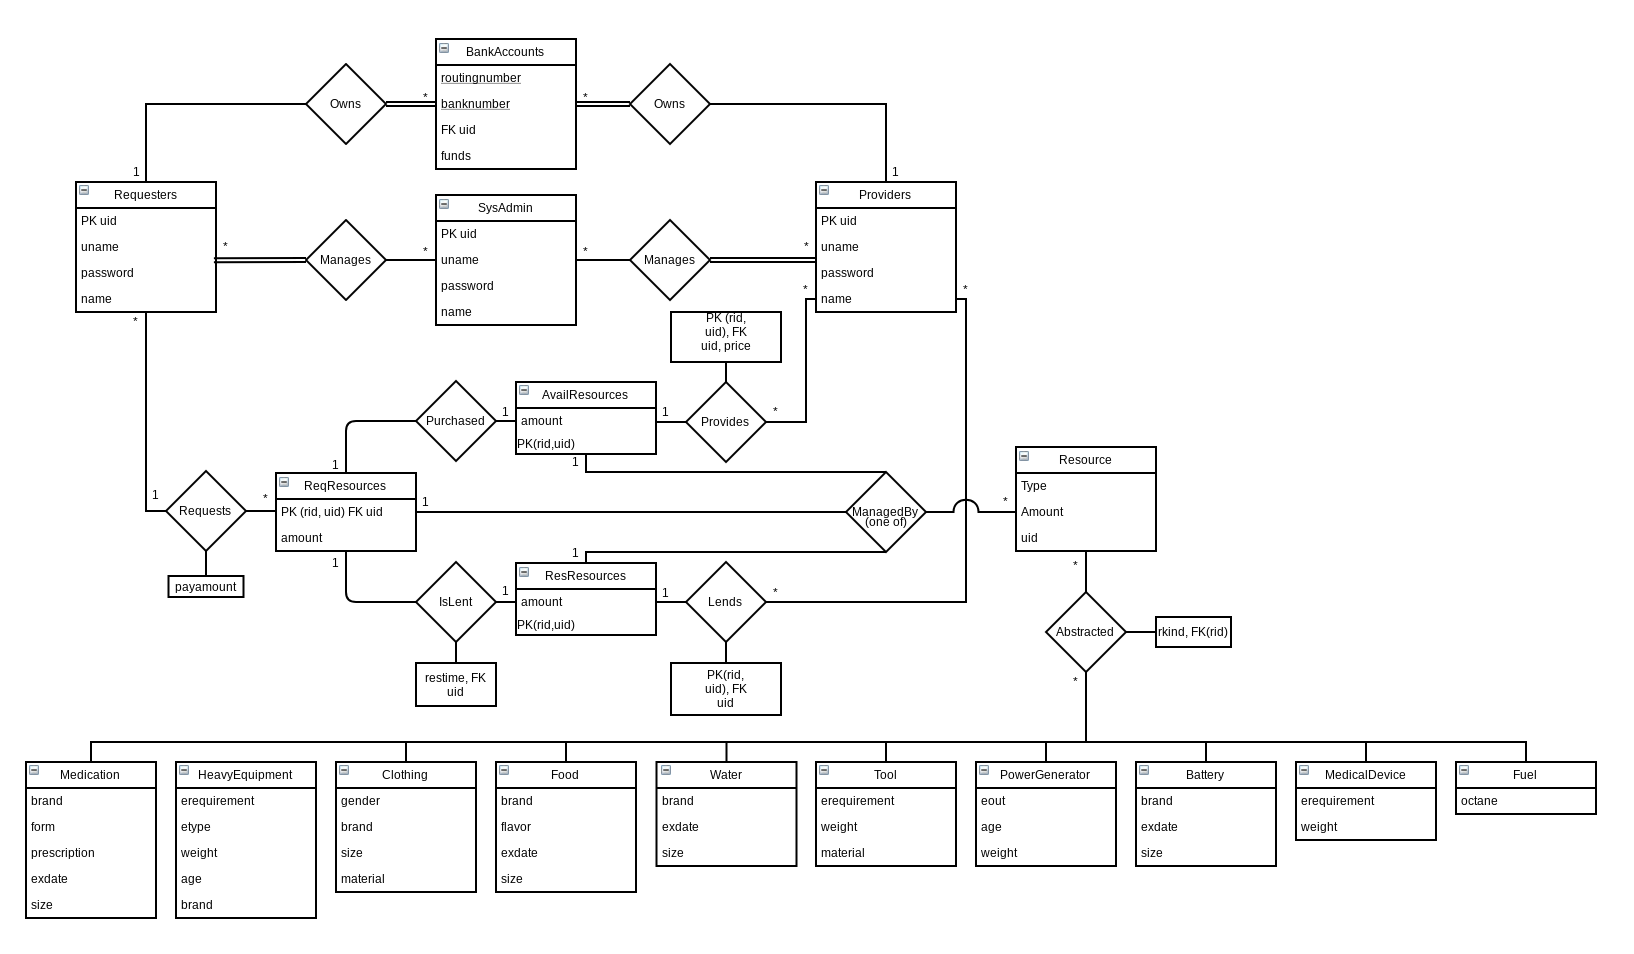 BankAccounts
routingnumber
banknumber
FK uid
funds
Owns
*
*
Owns
1
1
Requesters
PK uid
uname
password
name
*
*
Manages
*
SysAdmin
PK uid
uname
password
name
*
Manages
*
Providers
PK uid
uname
password
name
*
*
PK (rid,
uid), FK
uid, price
Purchased
1
AvailResources
amount
PK(rid,uid)
1
Provides
*
1
1
Resource
Type
Amount
uid
1
Requests
*
payamount
ReqResources
PK (rid, uid) FK uid
amount
1
ManagedBy
(one of)
*
1
1
IsLent
1
ResResources
amount
PK(rid,uid)
1
Lends
*
restime, FK
uid
PK(rid,
uid), FK
uid
*
Abstracted
rkind, FK(rid)
*
Medication
brand
form
prescription
exdate
size
HeavyEquipment
erequirement
etype
weight
age
brand
Clothing
gender
brand
size
material
Food
brand
flavor
exdate
size
Water
brand
exdate
size
Tool
erequirement
weight
material
PowerGenerator
eout
age
weight
Battery
brand
exdate
size
MedicalDevice
erequirement
weight
Fuel
octane